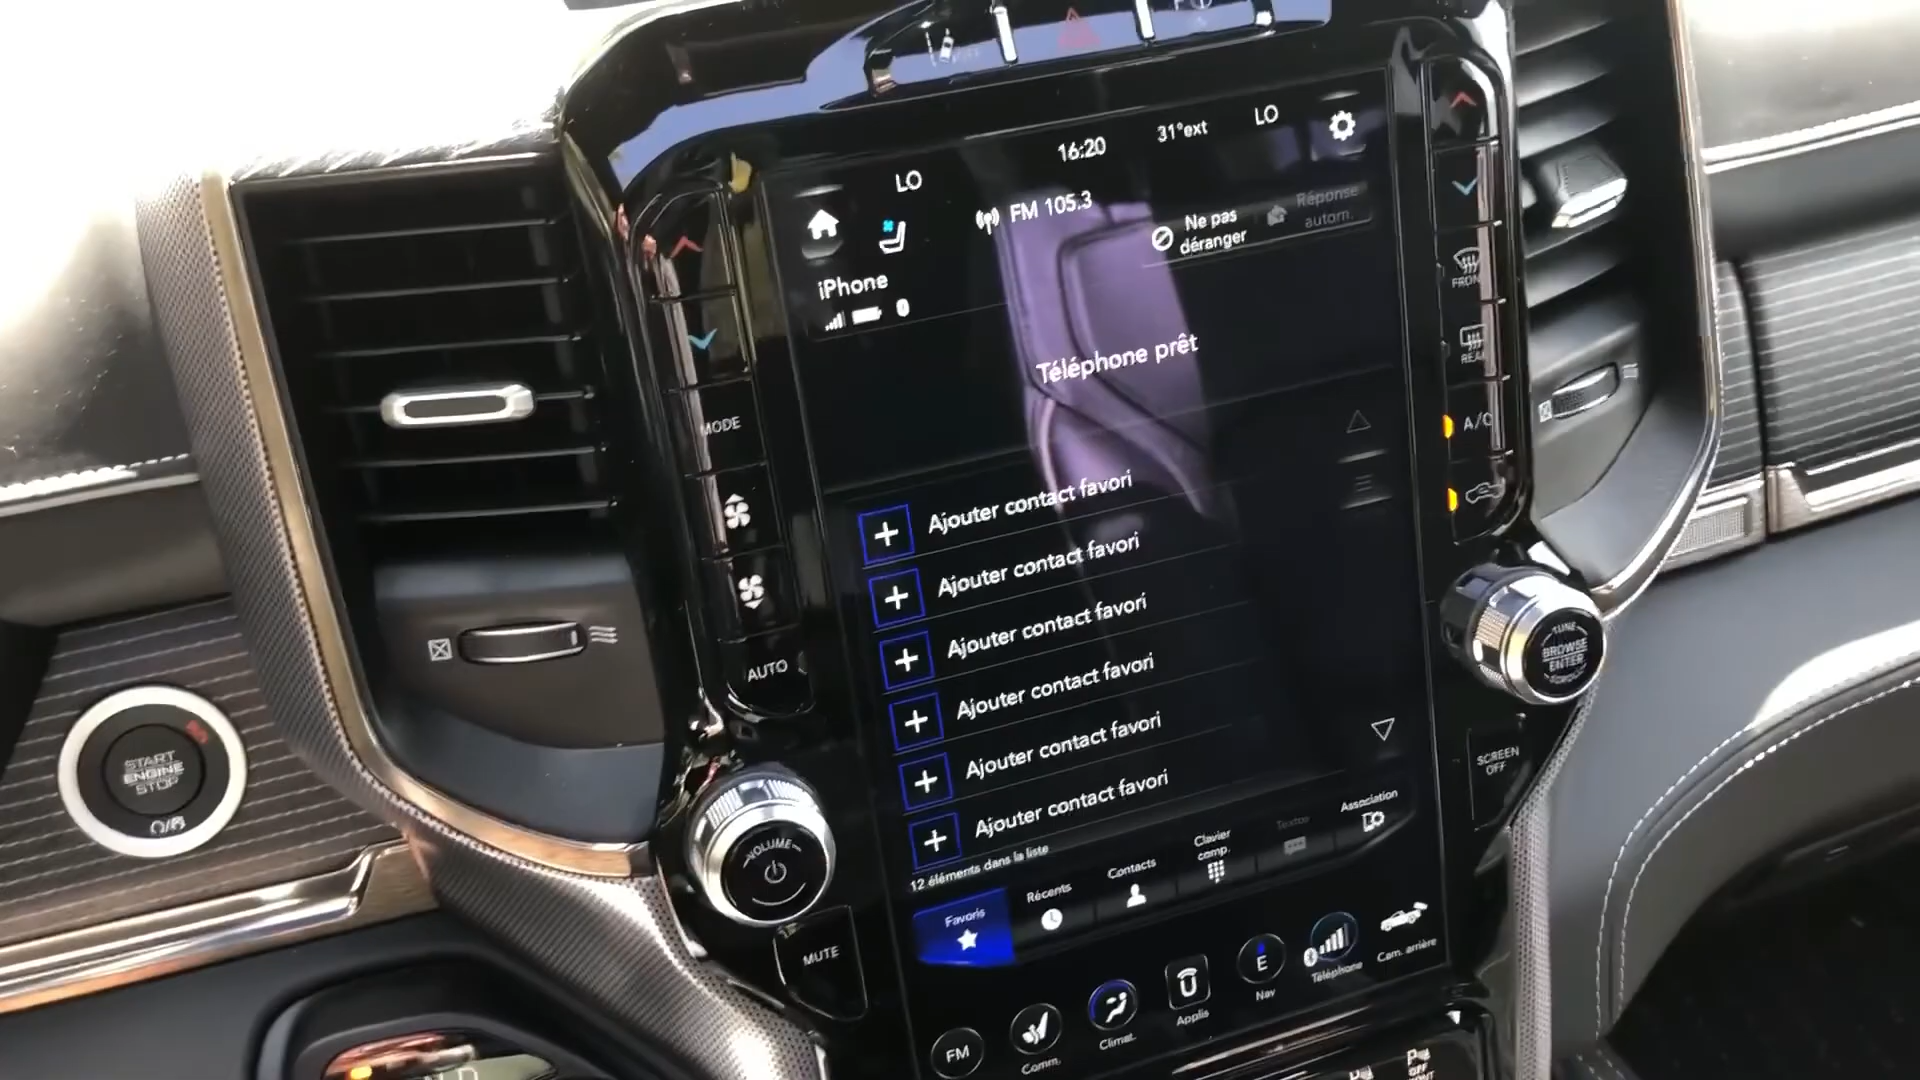 LO
16:20
31°ext
LO
FM 105.3
Ne pas
déranger
Réponse
autom.
iPhone
Téléphone prêt
Ajouter contact favori
Ajouter contact favori
Ajouter contact favori
Ajouter contact favori
Ajouter contact favori
Ajouter contact favori
12 éléments dans la liste
Favoris
Récents
Contacts
Clavier
comp.
Textos
Association
FM
Comm.
Climat.
Applis
E
Nav
Téléphone
Cam. arrière
MODE
AUTO
VOLUME
MUTE
START
ENGINE
STOP
FRONT
REAR
A/C
TUNE
BROWSE
ENTER
SCROLL
SCREEN
OFF